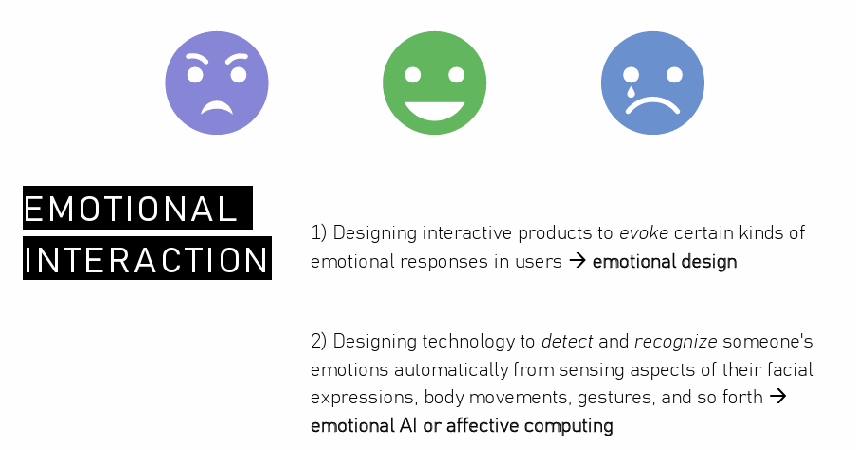 EMOTIONAL
INTERACTION
1) Designing interactive products to evoke certain kinds of
emotional responses in users → emotional design
2) Designing technology to detect and recognize someone's
emotions automatically from sensing aspects of their facial
expressions, body movements, gestures, and so forth →
emotional AI or affective computing